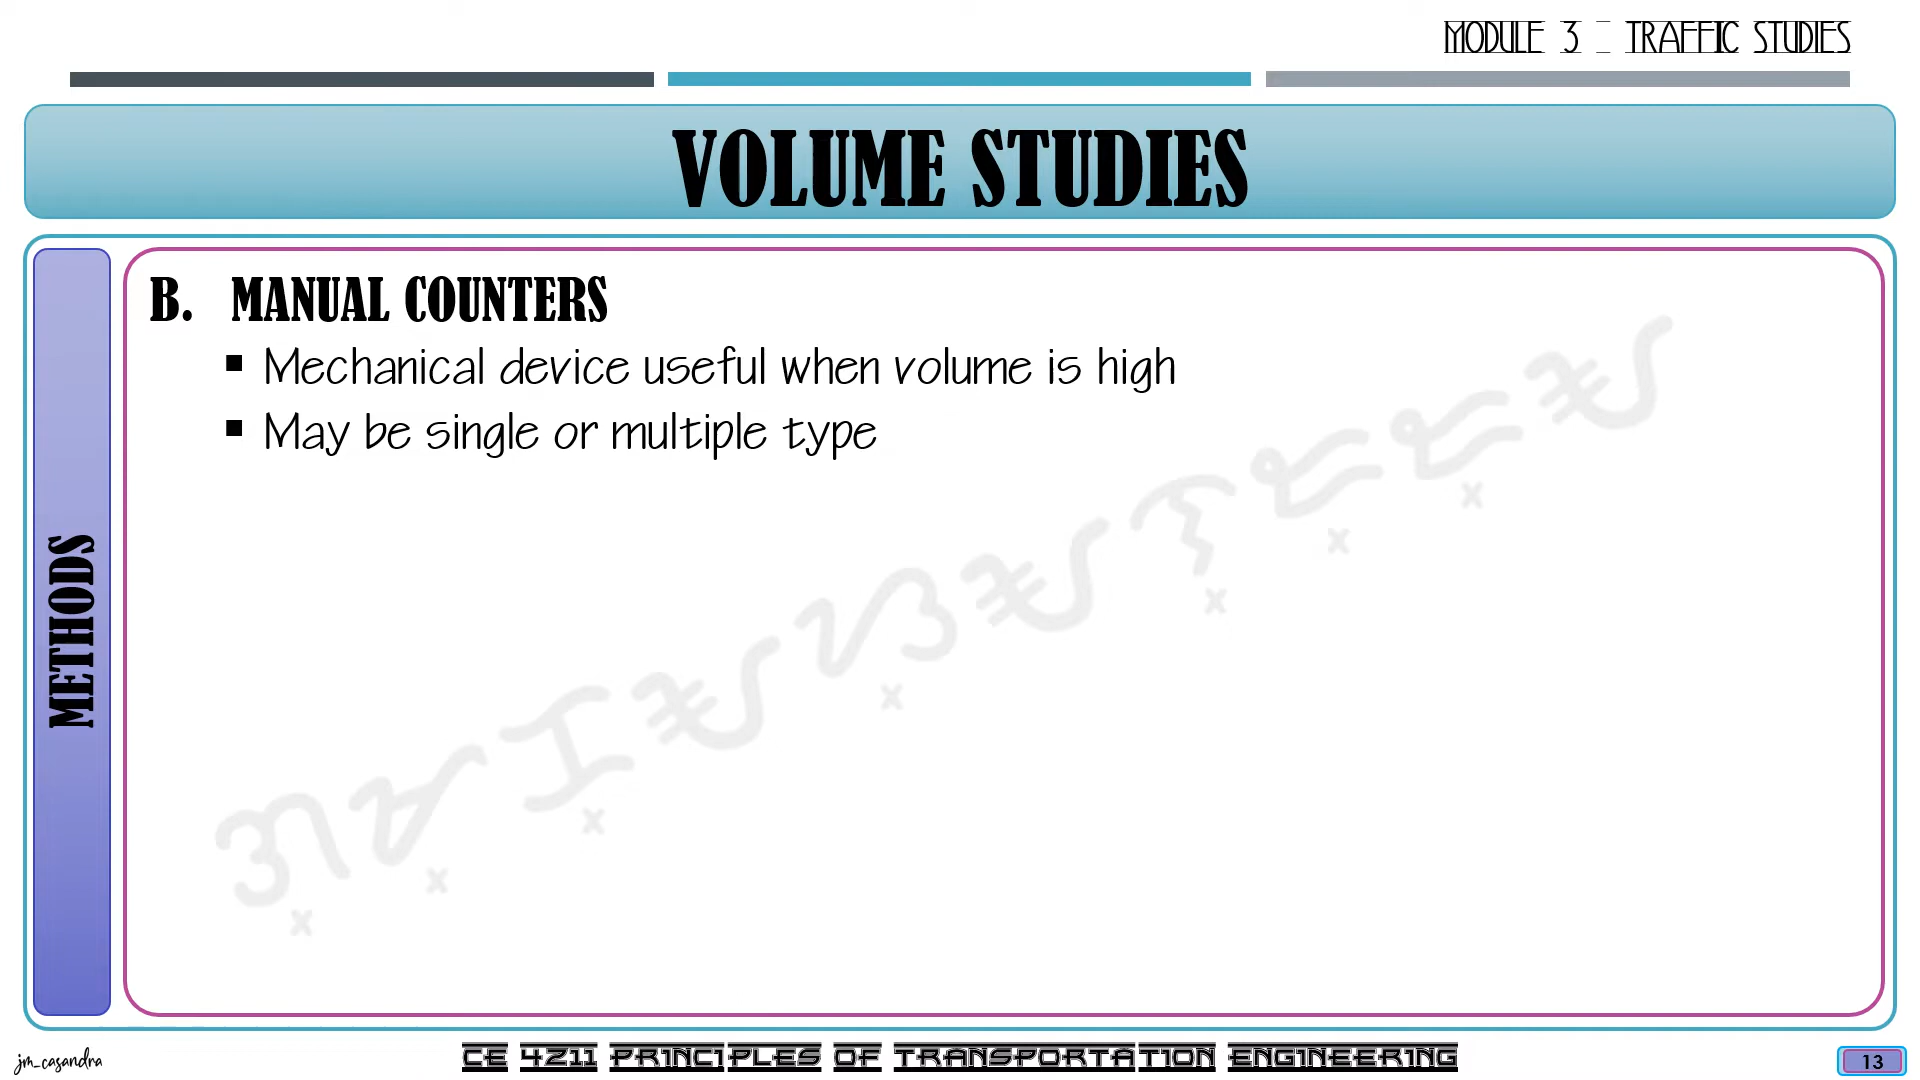 MODULE 3 – TRAFFIC STUDIES
VOLUME STUDIES
METHODS
B. MANUAL COUNTERS
▪ Mechanical device useful when volume is high
▪ May be single or multiple type
jm_casandra
CE 4211 PRINCIPLES OF TRANSPORTATION ENGINEERING
13